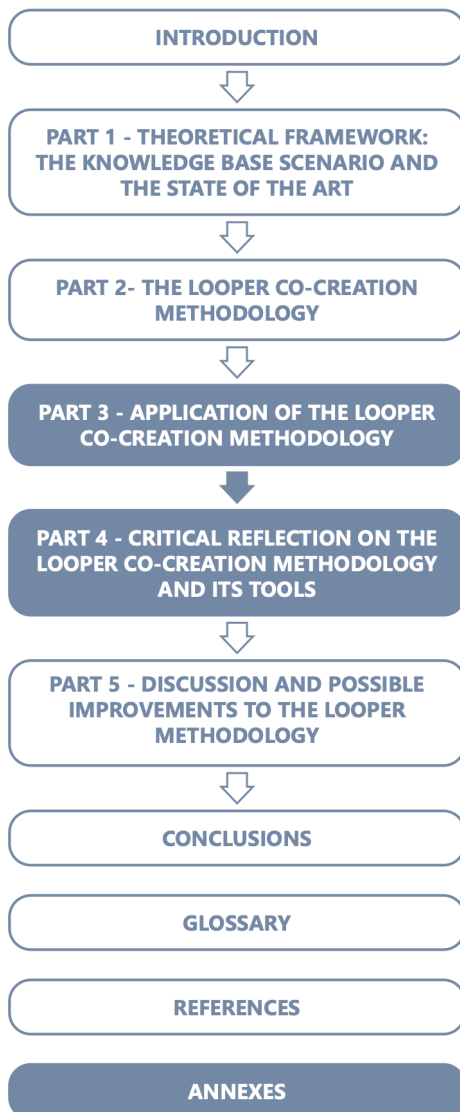 INTRODUCTION
PART 1 - THEORETICAL FRAMEWORK:
THE KNOWLEDGE BASE SCENARIO AND
THE STATE OF THE ART
PART 2- THE LOOPER CO-CREATION
METHODOLOGY
PART 3 - APPLICATION OF THE LOOPER
CO-CREATION METHODOLOGY
PART 4 - CRITICAL REFLECTION ON THE
LOOPER CO-CREATION METHODOLOGY
AND ITS TOOLS
PART 5 - DISCUSSION AND POSSIBLE
IMPROVEMENTS TO THE LOOPER
METHODOLOGY
CONCLUSIONS
GLOSSARY
REFERENCES
ANNEXES